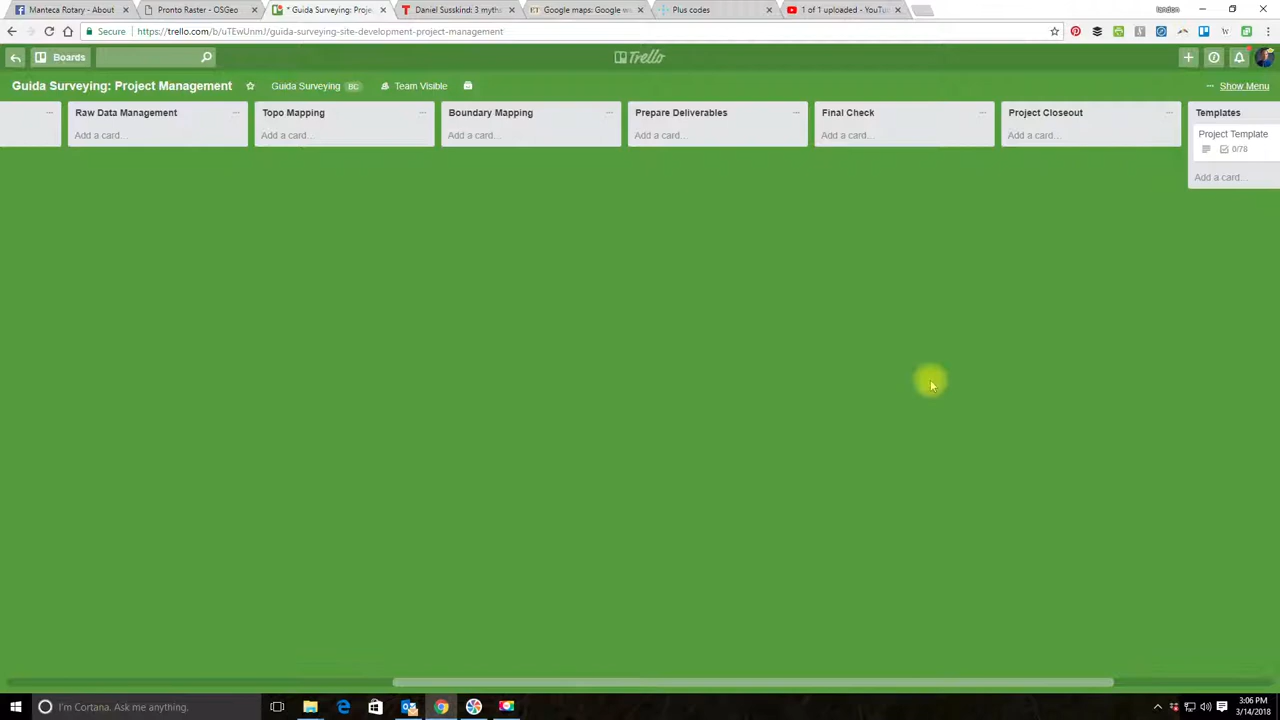 Manteca Rotary - About
Pronto Raster - OSGeo
* Guida Surveying: Proje
Daniel Susskind: 3 myth
Google maps: Google w
Plus codes
1 of 1 uploaded - YouTu
landon
Secure
https://trello.com/b/uTEwUnmJ/guida-surveying-site-development-project-management
Boards
Trello
Guida Surveying: Project Management
Guida Surveying BC
Team Visible
... Show Menu
Raw Data Management
Topo Mapping
Boundary Mapping
Prepare Deliverables
Final Check
Project Closeout
Templates
Add a card...
Add a card...
Add a card...
Add a card...
Add a card...
Add a card...
Project Template
0/78
Add a card...
I'm Cortana. Ask me anything.
3:06 PM
3/14/2018